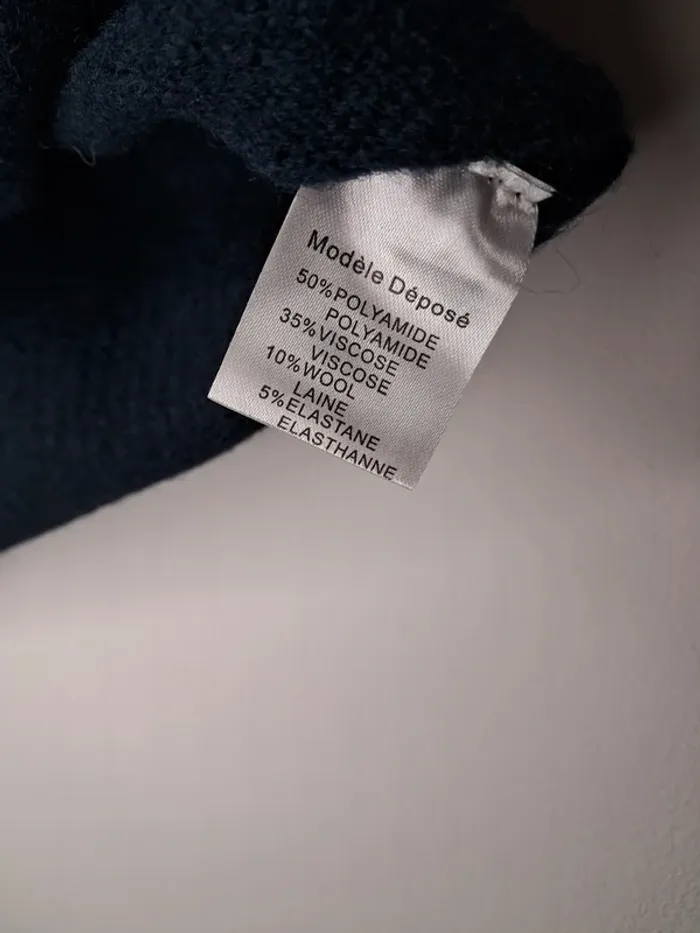 Modèle Déposé
50%POLYAMIDE
POLYAMIDE
35%VISCOSE
VISCOSE
10%WOOL
LAINE
5%ELASTANE
ELASTHANNE